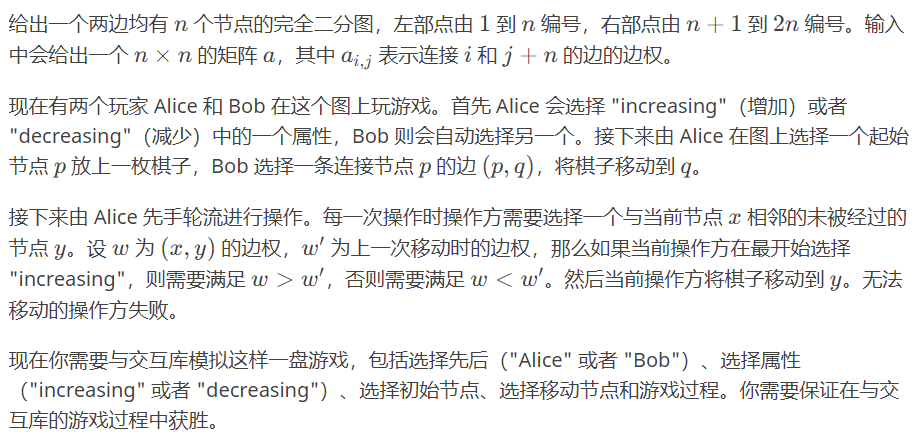 给出一个两边均有 n 个节点的完全二分图，左部点由 1 到 n 编号，右部点由 n + 1 到 2n 编号。输入
中会给出一个 n × n 的矩阵 a，其中 a_{i,j} 表示连接 i 和 j + n 的边的边权。
现在有两个玩家 Alice 和 Bob 在这个图上玩游戏。首先 Alice 会选择 "increasing"（增加）或者
"decreasing"（减少）中的一个属性，Bob 则会自动选择另一个。接下来由 Alice 在图上选择一个起始
节点 p 放上一枚棋子，Bob 选择一条连接节点 p 的边 (p, q)，将棋子移动到 q。
接下来由 Alice 先手轮流进行操作。每一次操作时操作方需要选择一个与当前节点 x 相邻的未被经过的
节点 y。设 w 为 (x, y) 的边权，w′ 为上一次移动时的边权，那么如果当前操作方在最开始选择
"increasing"，则需要满足 w > w′，否则需要满足 w < w′。然后当前操作方将棋子移动到 y。无法
移动的操作方失败。
现在你需要与交互库模拟这样一盘游戏，包括选择先后（"Alice" 或者 "Bob"）、选择属性
（"increasing" 或者 "decreasing"）、选择初始节点、选择移动节点和游戏过程。你需要保证在与交
互库的游戏过程中获胜。